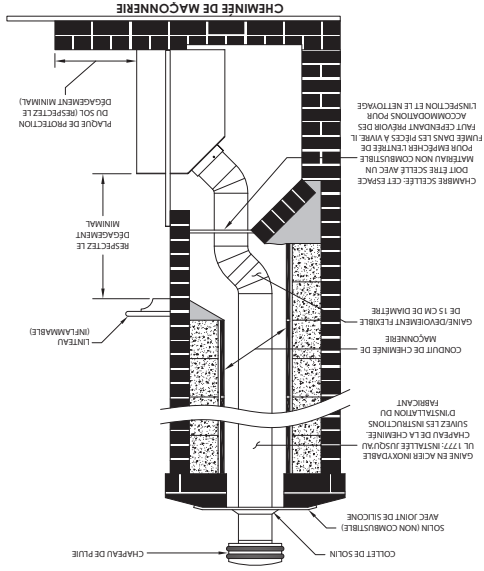 CHAPEAU DE PLUIE
COLLET DE SOLIN
SOLIN (NON COMBUSTIBLE)
AVEC JOINT DE SILICONE
GAINE EN ACIER INOXYDABLE
UL 1777: INSTALLÉE JUSQU'AU
CHAPEAU DE LA CHEMINÉE
SUIVEZ LES INSTRUCTIONS
D'INSTALLATION DU
FABRICANT
CONDUIT DE CHEMINÉE DE
MAÇONNERIE
GAINE/DEVOIEMENT FLEXIBLE
DE 15 CM DE DIAMÈTRE
LINTEAU
(INFLAMMABLE)
RESPECTEZ LE
DÉGAGEMENT
MINIMAL
CHAMBRE SCELLÉE: CET ESPACE
DOIT ÊTRE SCELLÉ AVEC UN
MATÉRIAU NON COMBUSTIBLE
POUR EMPÊCHER L'ENTRÉE DE
FUMÉE DANS LES PIÈCES À VIVRE. IL
FAUT CEPENDANT PRÉVOIR DES
ACCOMMODATIONS POUR
L'INSPECTION ET LE NETTOYAGE
PLAQUE DE PROTECTION
DU SOL (RESPECTEZ LE
DÉGAGEMENT MINIMAL)
CHEMINÉE DE MAÇONNERIE